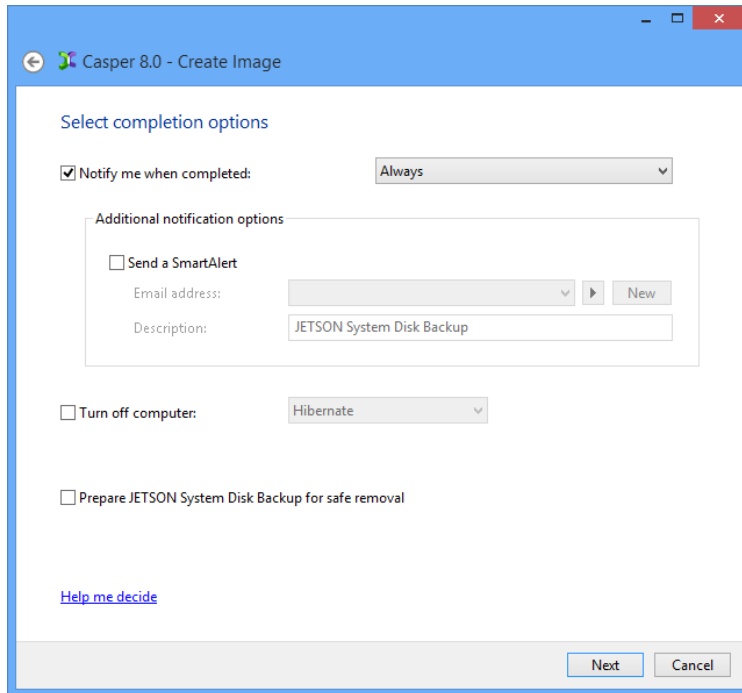 Casper 8.0 - Create Image
Select completion options
Notify me when completed: Always
Additional notification options
Send a SmartAlert
Email address: New
Description: JETSON System Disk Backup
Turn off computer: Hibernate
Prepare JETSON System Disk Backup for safe removal
Help me decide
Next Cancel